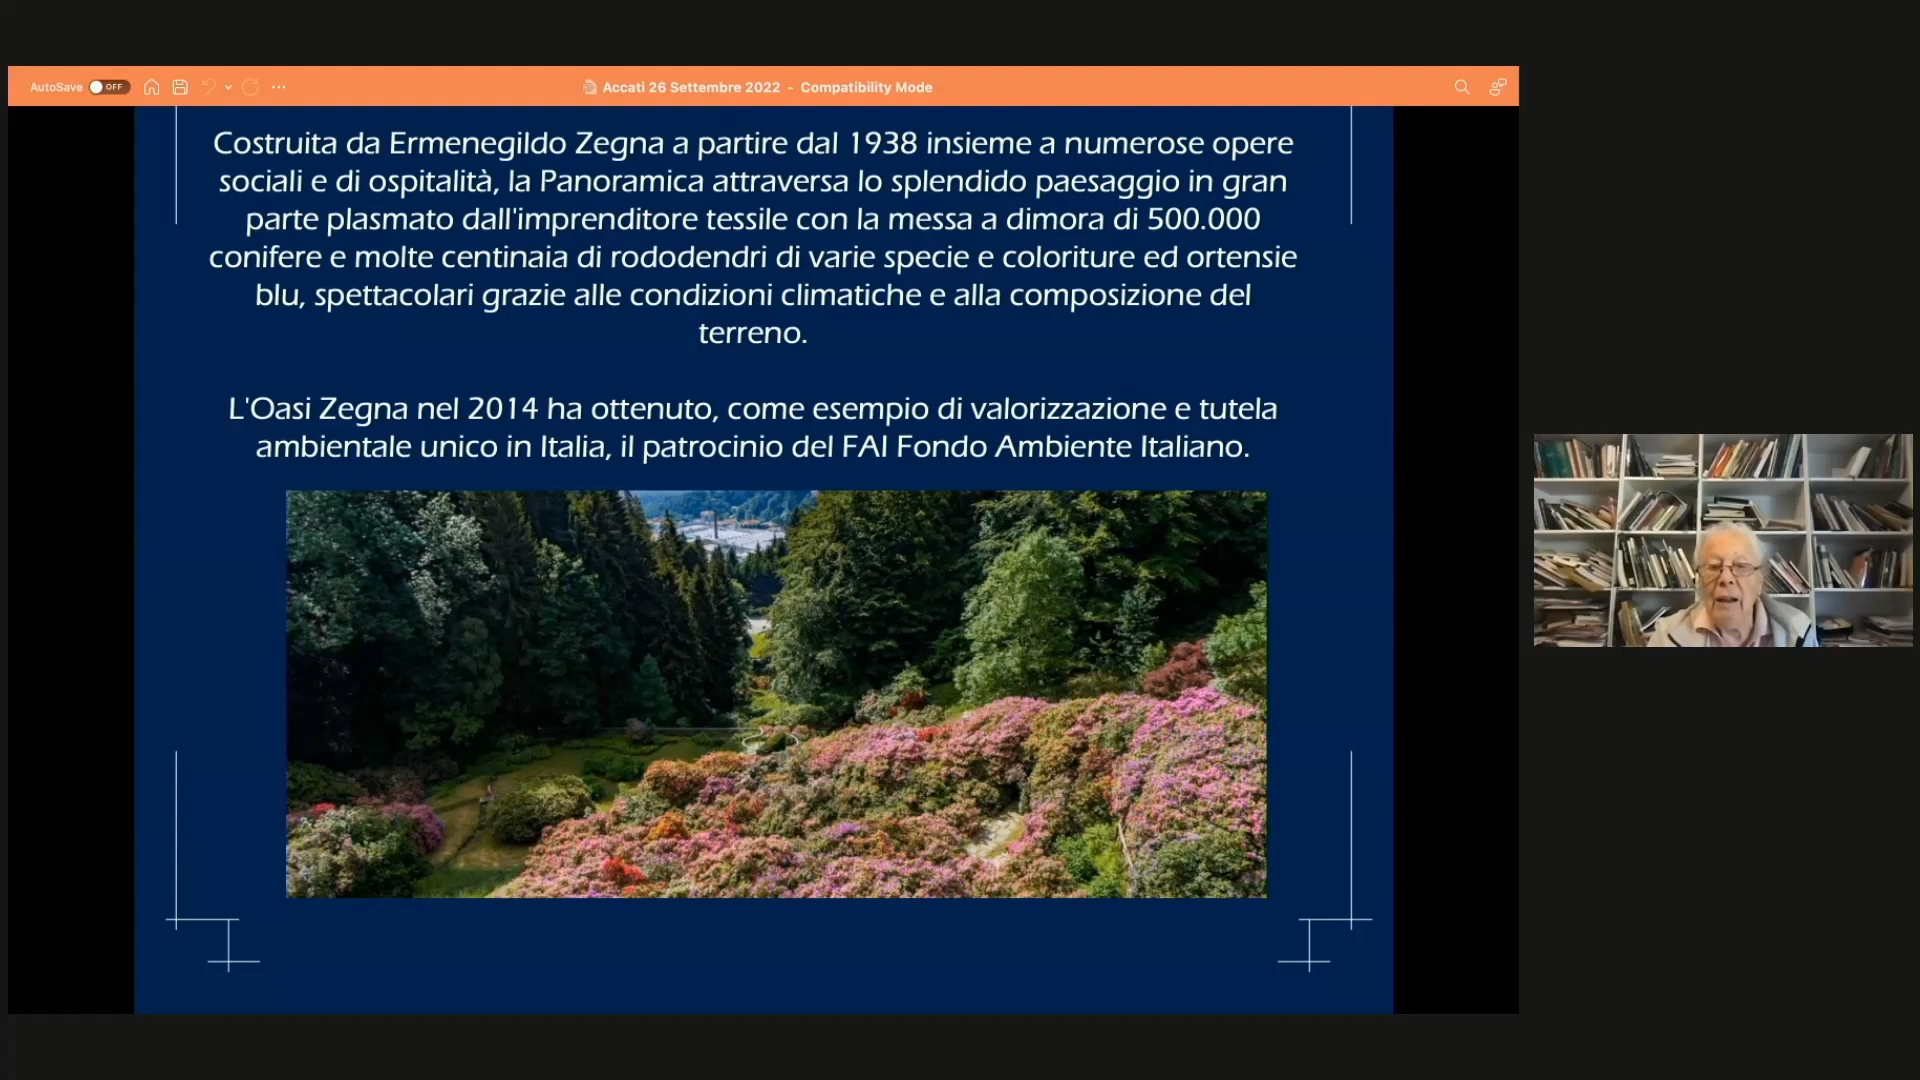 AutoSave OFF
Accati 26 Settembre 2022 - Compatibility Mode
Costruita da Ermenegildo Zegna a partire dal 1938 insieme a numerose opere
sociali e di ospitalità, la Panoramica attraversa lo splendido paesaggio in gran
parte plasmato dall'imprenditore tessile con la messa a dimora di 500.000
conifere e molte centinaia di rododendri di varie specie e coloriture ed ortensie
blu, spettacolari grazie alle condizioni climatiche e alla composizione del
terreno.
L'Oasi Zegna nel 2014 ha ottenuto, come esempio di valorizzazione e tutela
ambientale unico in Italia, il patrocinio del FAI Fondo Ambiente Italiano.